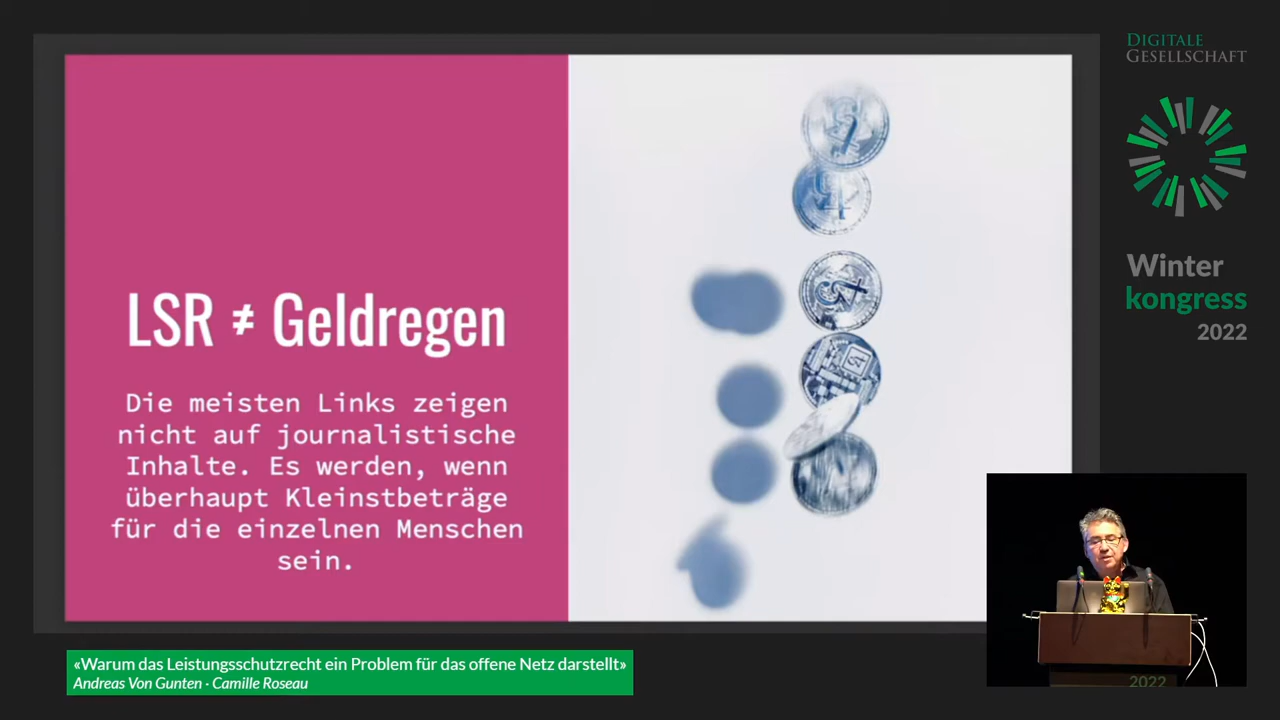 DIGITALE
GESELLSCHAFT
Winter
kongress
2022
LSR ≠ Geldregen
Die meisten Links zeigen
nicht auf journalistische
Inhalte. Es werden, wenn
überhaupt Kleinstbeträge
für die einzelnen Menschen
sein.
2022
«Warum das Leistungsschutzrecht ein Problem für das offene Netz darstellt»
Andreas Von Gunten · Camille Roseau